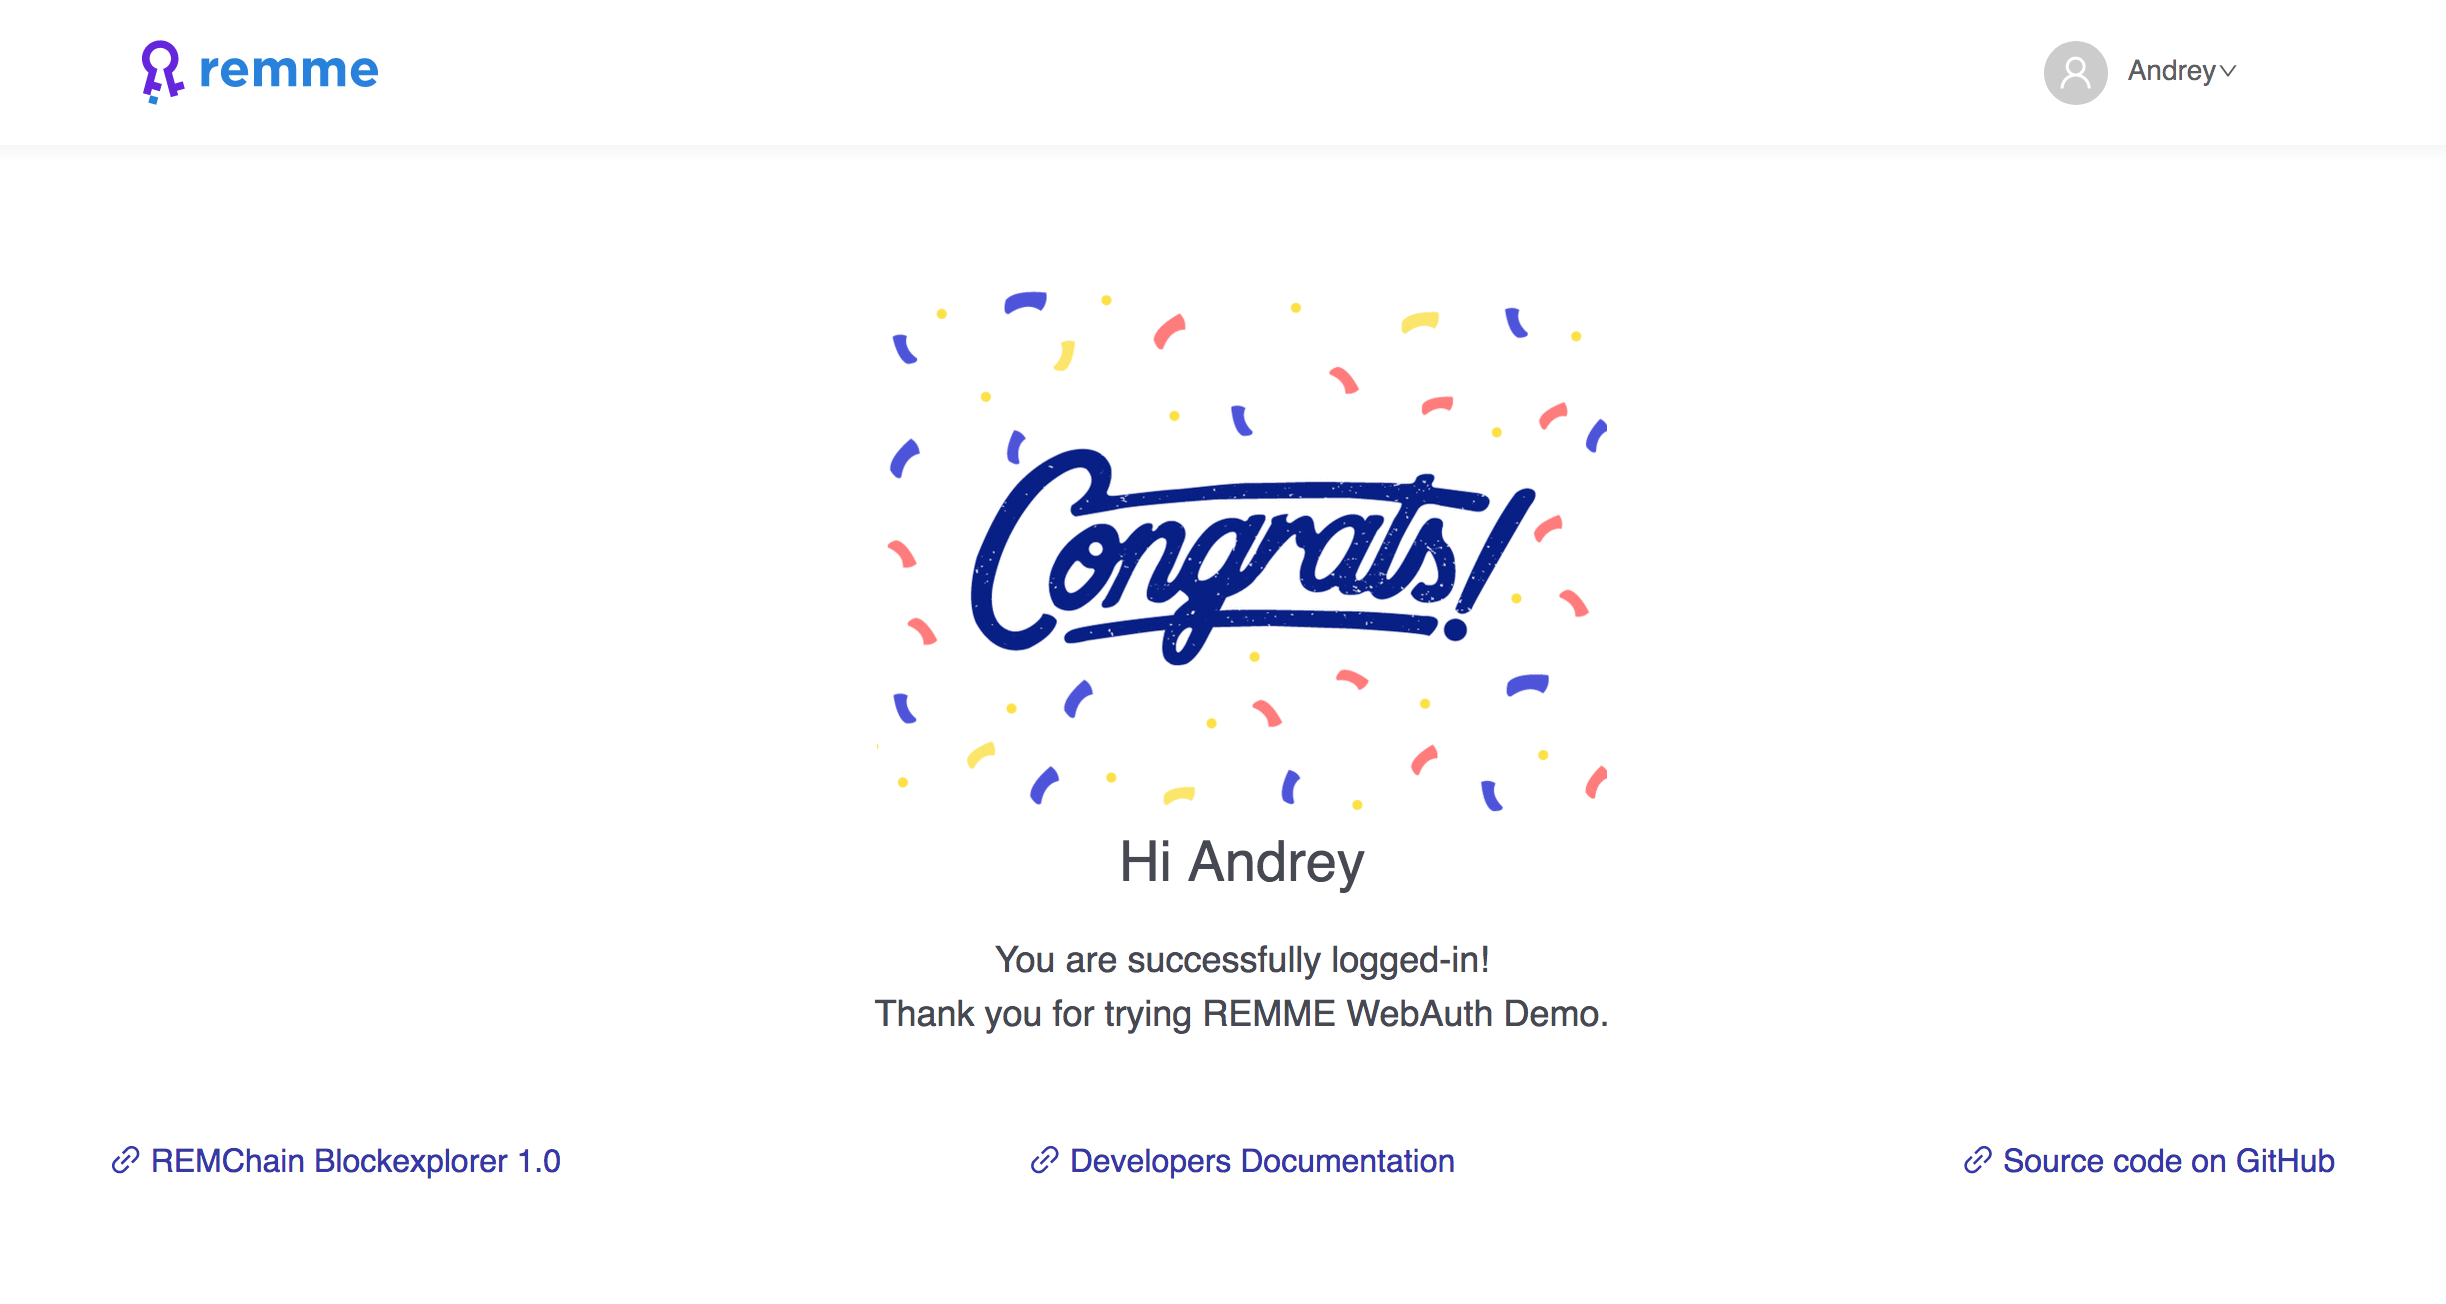 remme
Andrey
Congrats!
Hi Andrey
You are successfully logged-in!
Thank you for trying REMME WebAuth Demo.
REMChain Blockexplorer 1.0
Developers Documentation
Source code on GitHub